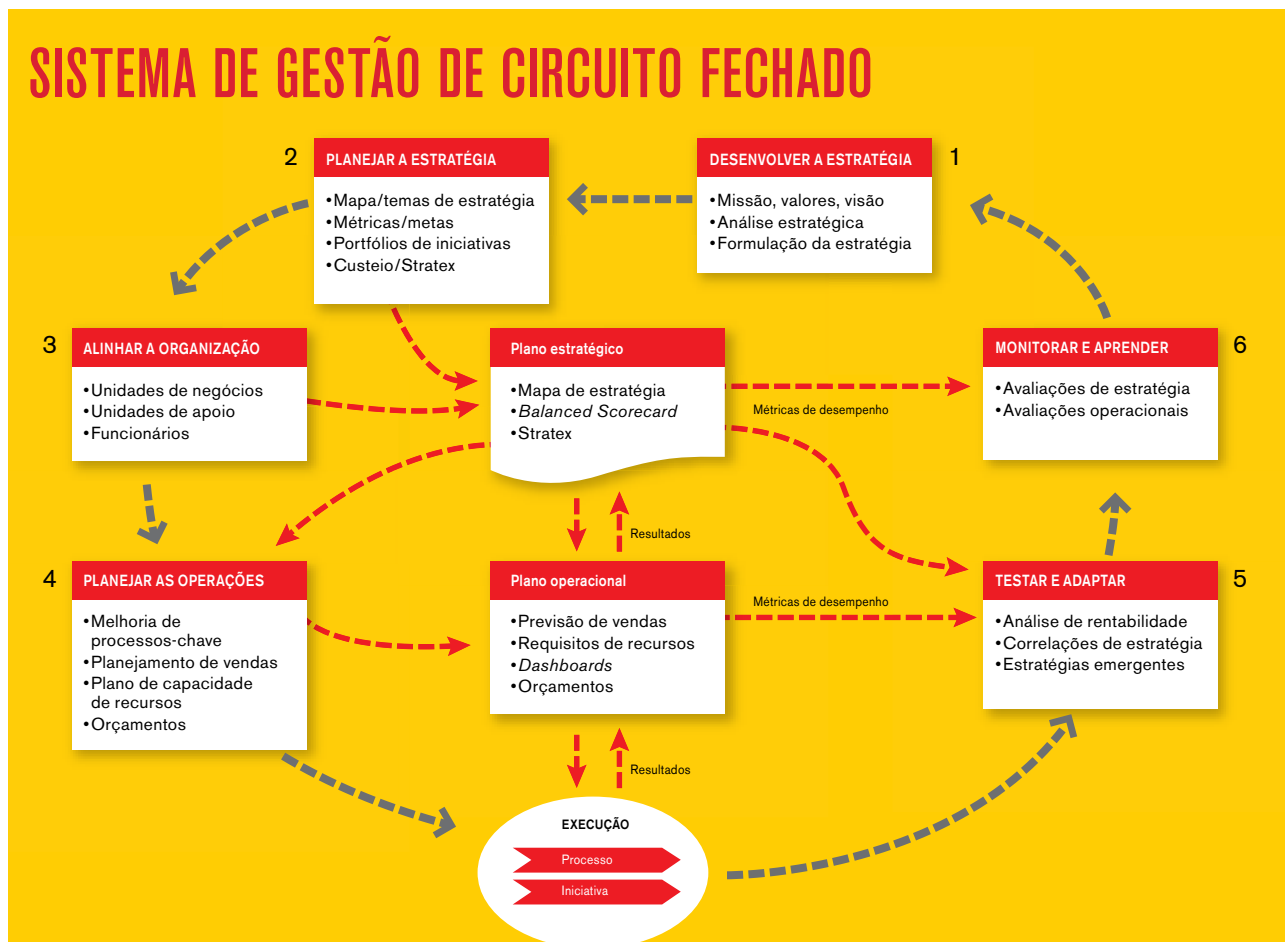 SISTEMA DE GESTÃO DE CIRCUITO FECHADO
2
PLANEJAR A ESTRATÉGIA
•Mapa/temas de estratégia
•Métricas/metas
•Portfólios de iniciativas
•Custeio/Stratex
DESENVOLVER A ESTRATÉGIA
1
•Missão, valores, visão
•Análise estratégica
•Formulação da estratégia
3
ALINHAR A ORGANIZAÇÃO
•Unidades de negócios
•Unidades de apoio
•Funcionários
Plano estratégico
•Mapa de estratégia
•Balanced Scorecard
•Stratex
Métricas de desempenho
MONITORAR E APRENDER
6
•Avaliações de estratégia
•Avaliações operacionais
Resultados
4
PLANEJAR AS OPERAÇÕES
•Melhoria de
processos-chave
•Planejamento de vendas
•Plano de capacidade
de recursos
•Orçamentos
Plano operacional
•Previsão de vendas
•Requisitos de recursos
•Dashboards
•Orçamentos
Métricas de desempenho
TESTAR E ADAPTAR
5
•Análise de rentabilidade
•Correlações de estratégia
•Estratégias emergentes
Resultados
EXECUÇÃO
Processo
Iniciativa